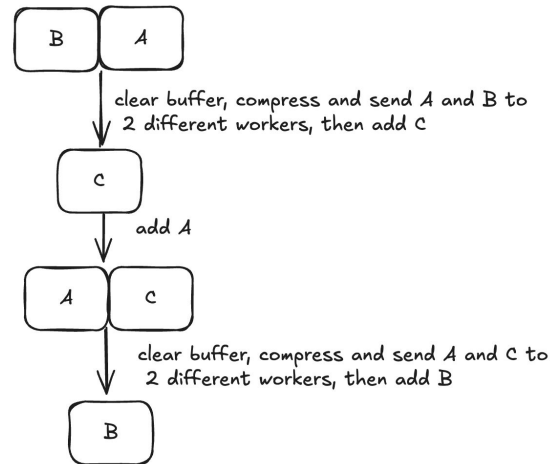 B A
clear buffer, compress and send A and B to
2 different workers, then add C
C
add A
A C
clear buffer, compress and send A and C to
2 different workers, then add B
B